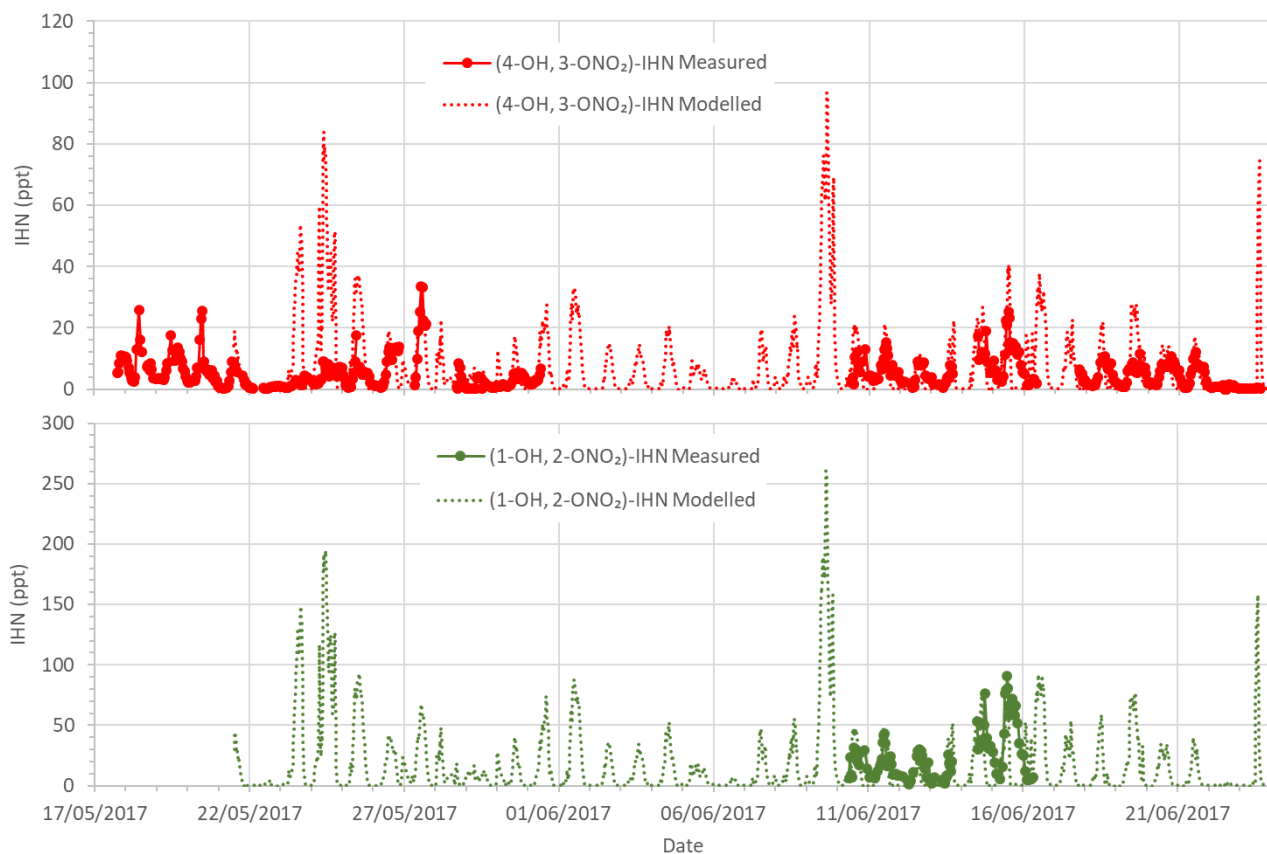 120
100
80
60
40
20
0
IHN (ppt)
(4-OH, 3-ONO₂)-IHN Measured
(4-OH, 3-ONO₂)-IHN Modelled
300
250
200
150
100
50
0
IHN (ppt)
(1-OH, 2-ONO₂)-IHN Measured
(1-OH, 2-ONO₂)-IHN Modelled
17/05/2017 22/05/2017 27/05/2017 01/06/2017 06/06/2017 11/06/2017 16/06/2017 21/06/2017
Date